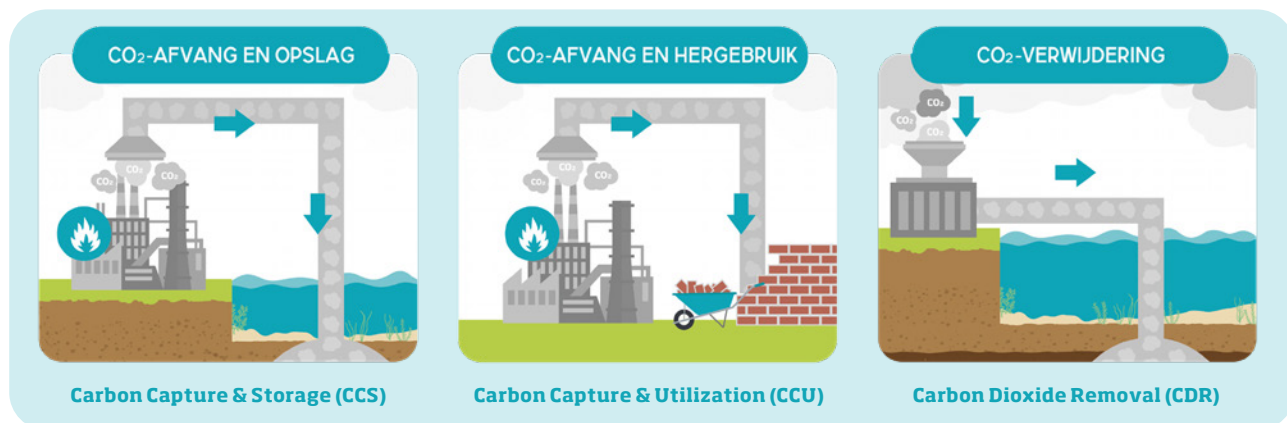 CO₂-AFVANG EN OPSLAG
CO₂
CO₂
CO₂
Carbon Capture & Storage (CCS)
CO₂-AFVANG EN HERGEBRUIK
CO₂
CO₂
CO₂
Carbon Capture & Utilization (CCU)
CO₂-VERWIJDERING
CO₂
CO₂
CO₂
Carbon Dioxide Removal (CDR)